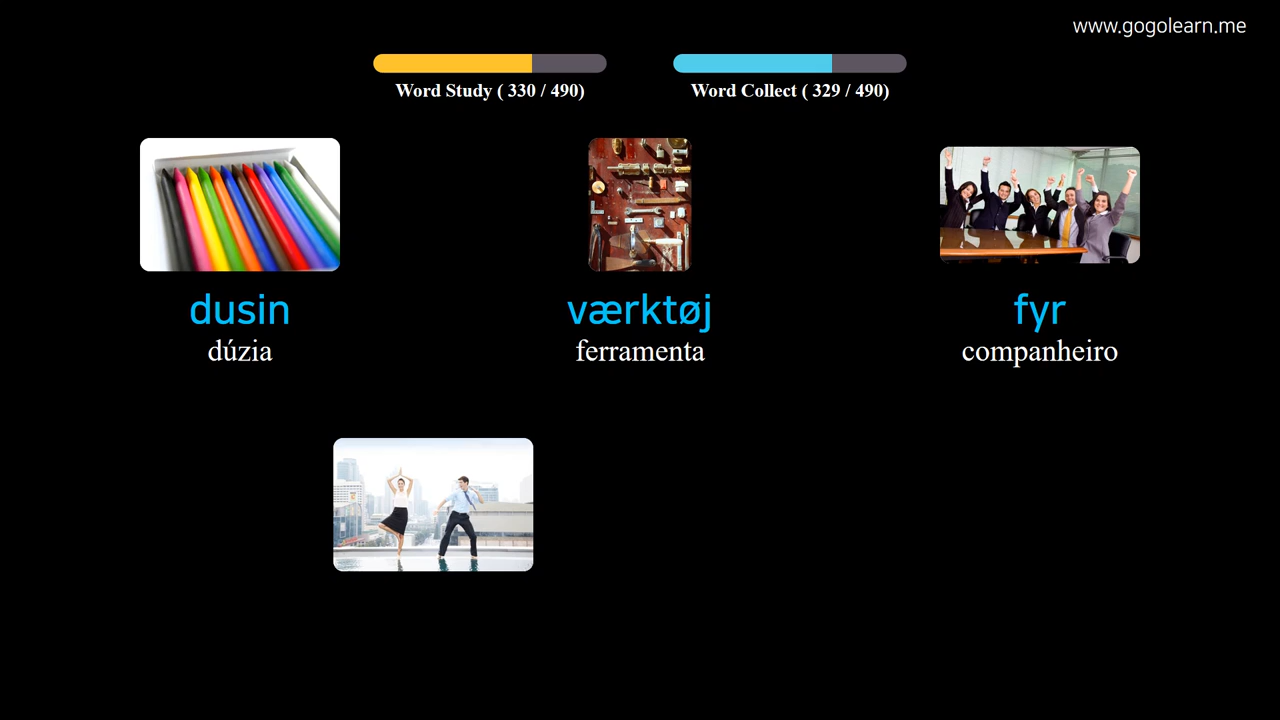 www.gogolearn.me
Word Study ( 330 / 490)
Word Collect ( 329 / 490)
dusin
dúzia
værktøj
ferramenta
fyr
companheiro